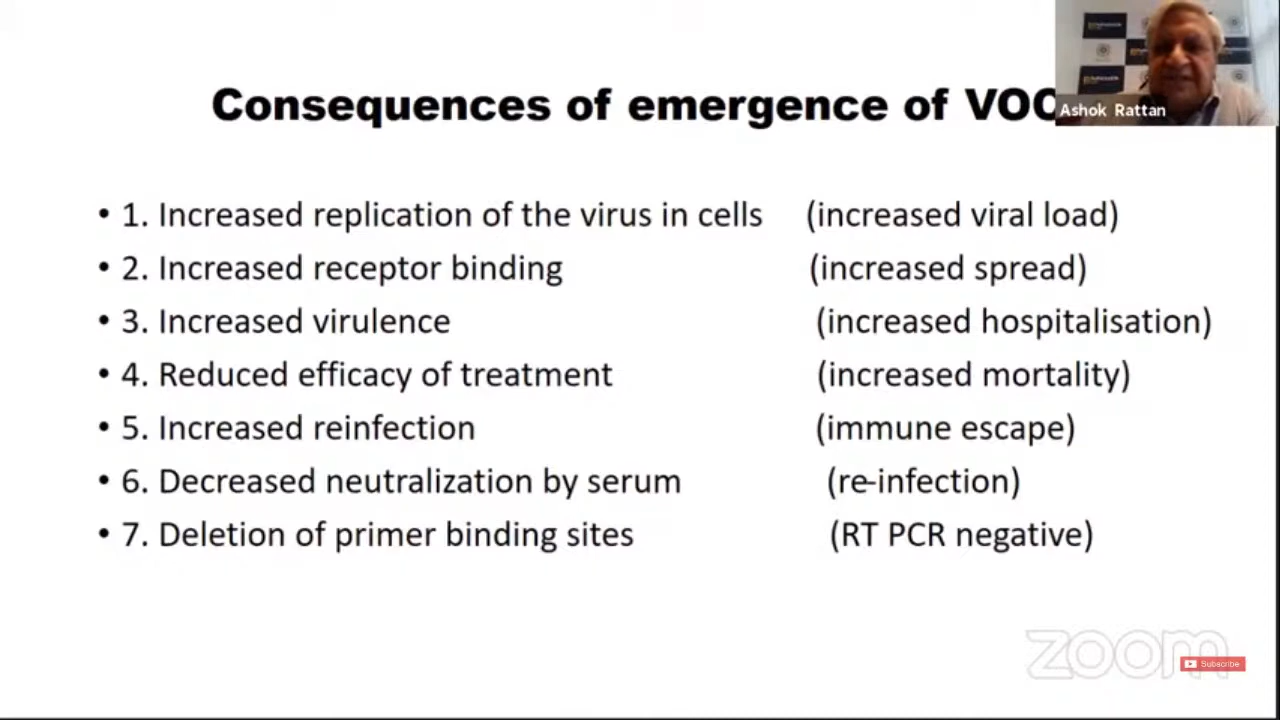 Ashok Rattan
Consequences of emergence of VOC
• 1. Increased replication of the virus in cells (increased viral load)
• 2. Increased receptor binding (increased spread)
• 3. Increased virulence (increased hospitalisation)
• 4. Reduced efficacy of treatment (increased mortality)
• 5. Increased reinfection (immune escape)
• 6. Decreased neutralization by serum (re-infection)
• 7. Deletion of primer binding sites (RT PCR negative)
zoom
Subscribe